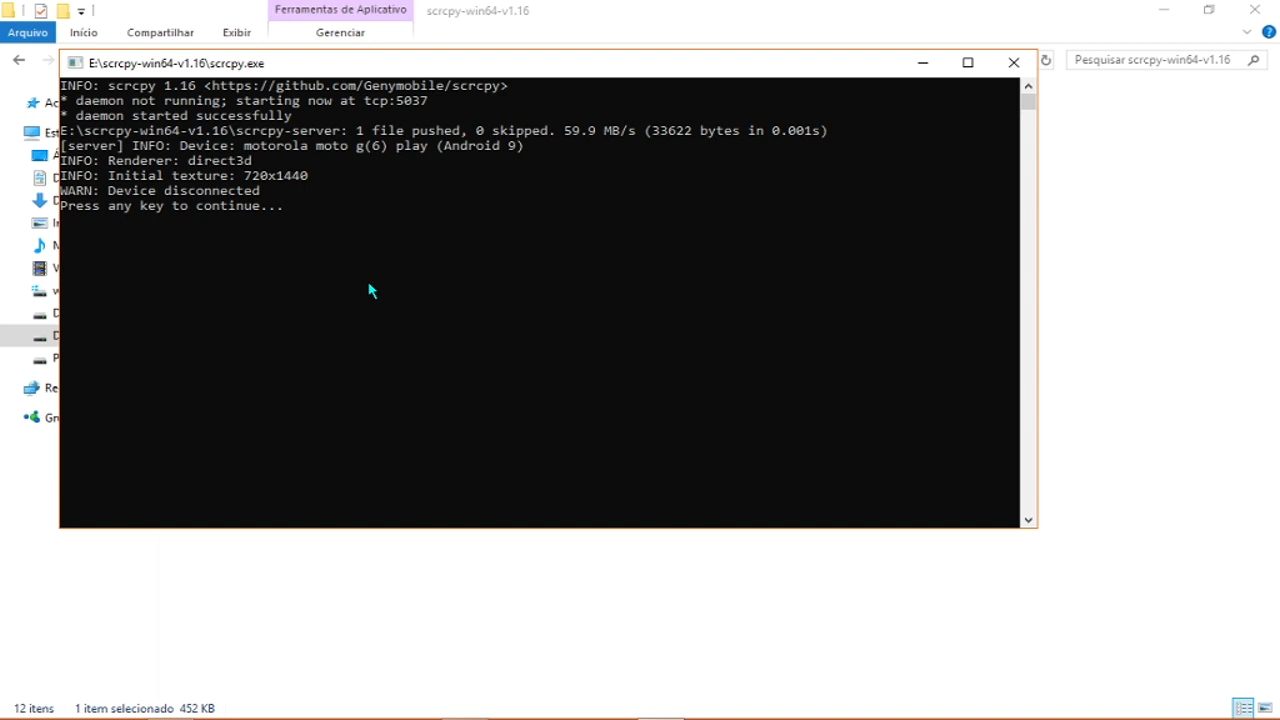 Ferramentas de Aplicativo
scrcpy-win64-v1.16
Arquivo
Início
Compartilhar
Exibir
Gerenciar
E:\scrcpy-win64-v1.16\scrcpy.exe
Pesquisar scrcpy-win64-v1.16
INFO: scrcpy 1.16 <https://github.com/Genymobile/scrcpy>
* daemon not running; starting now at tcp:5037
* daemon started successfully
E:\scrcpy-win64-v1.16\scrcpy-server: 1 file pushed, 0 skipped. 59.9 MB/s (33622 bytes in 0.001s)
[server] INFO: Device: motorola moto g(6) play (Android 9)
INFO: Renderer: direct3d
INFO: Initial texture: 720x1440
WARN: Device disconnected
Press any key to continue...
12 itens
1 item selecionado 452 KB